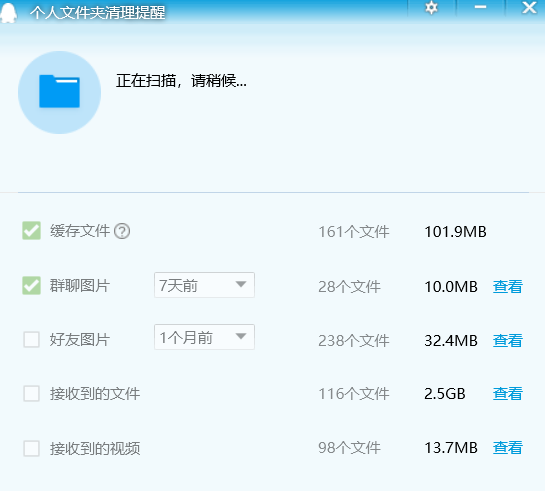 个人文件夹清理提醒
正在扫描，请稍候...
缓存文件 ? 161个文件 101.9MB
群聊图片 7天前 28个文件 10.0MB 查看
好友图片 1个月前 238个文件 32.4MB 查看
接收到的文件 116个文件 2.5GB 查看
接收到的视频 98个文件 13.7MB 查看